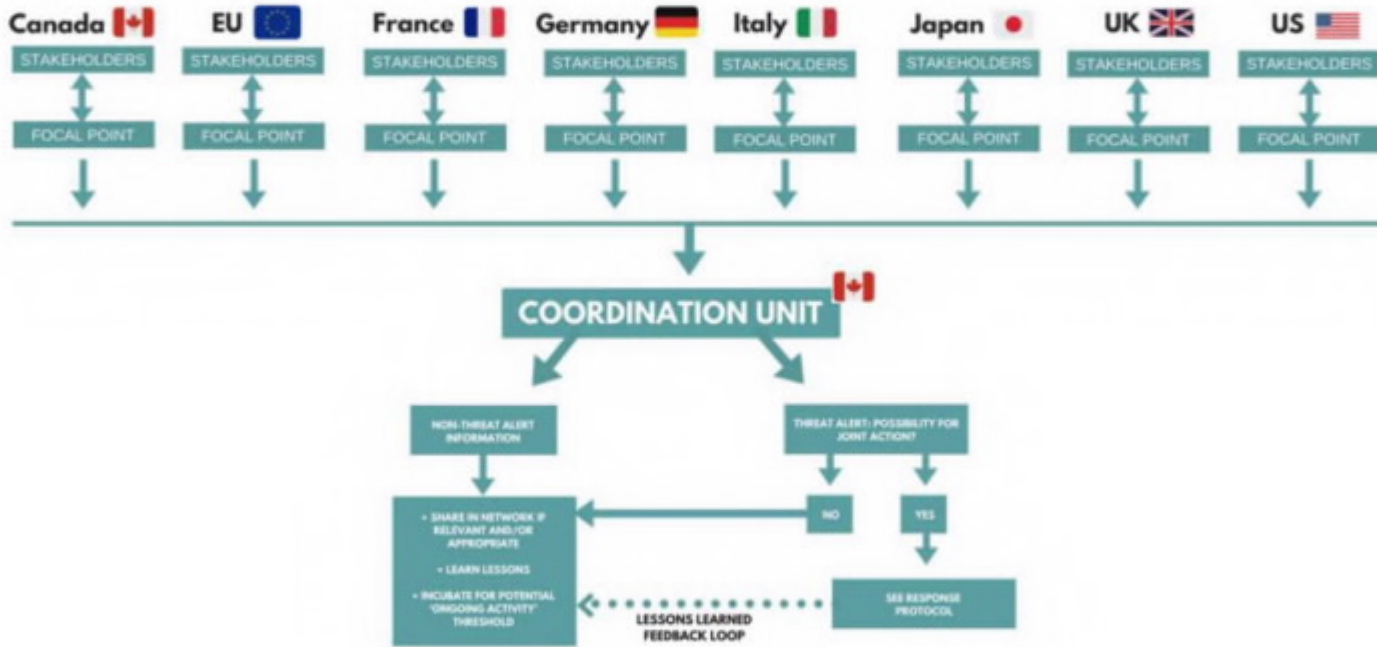 Canada EU France Germany Italy Japan UK US
STAKEHOLDERS STAKEHOLDERS STAKEHOLDERS STAKEHOLDERS STAKEHOLDERS STAKEHOLDERS STAKEHOLDERS STAKEHOLDERS
FOCAL POINT FOCAL POINT FOCAL POINT FOCAL POINT FOCAL POINT FOCAL POINT FOCAL POINT FOCAL POINT
COORDINATION UNIT
NON-THREAT ALERT
INFORMATION
THREAT ALERT: POSSIBILITY FOR
JOINT ACTION?
NO
YES
• SHARE IN NETWORK IF
RELEVANT AND/OR
APPROPRIATE
• LEARN LESSONS
• INCUBATE FOR POTENTIAL
'ONGOING ACTIVITY'
THRESHOLD
SEE RESPONSE
PROTOCOL
LESSONS LEARNED
FEEDBACK LOOP